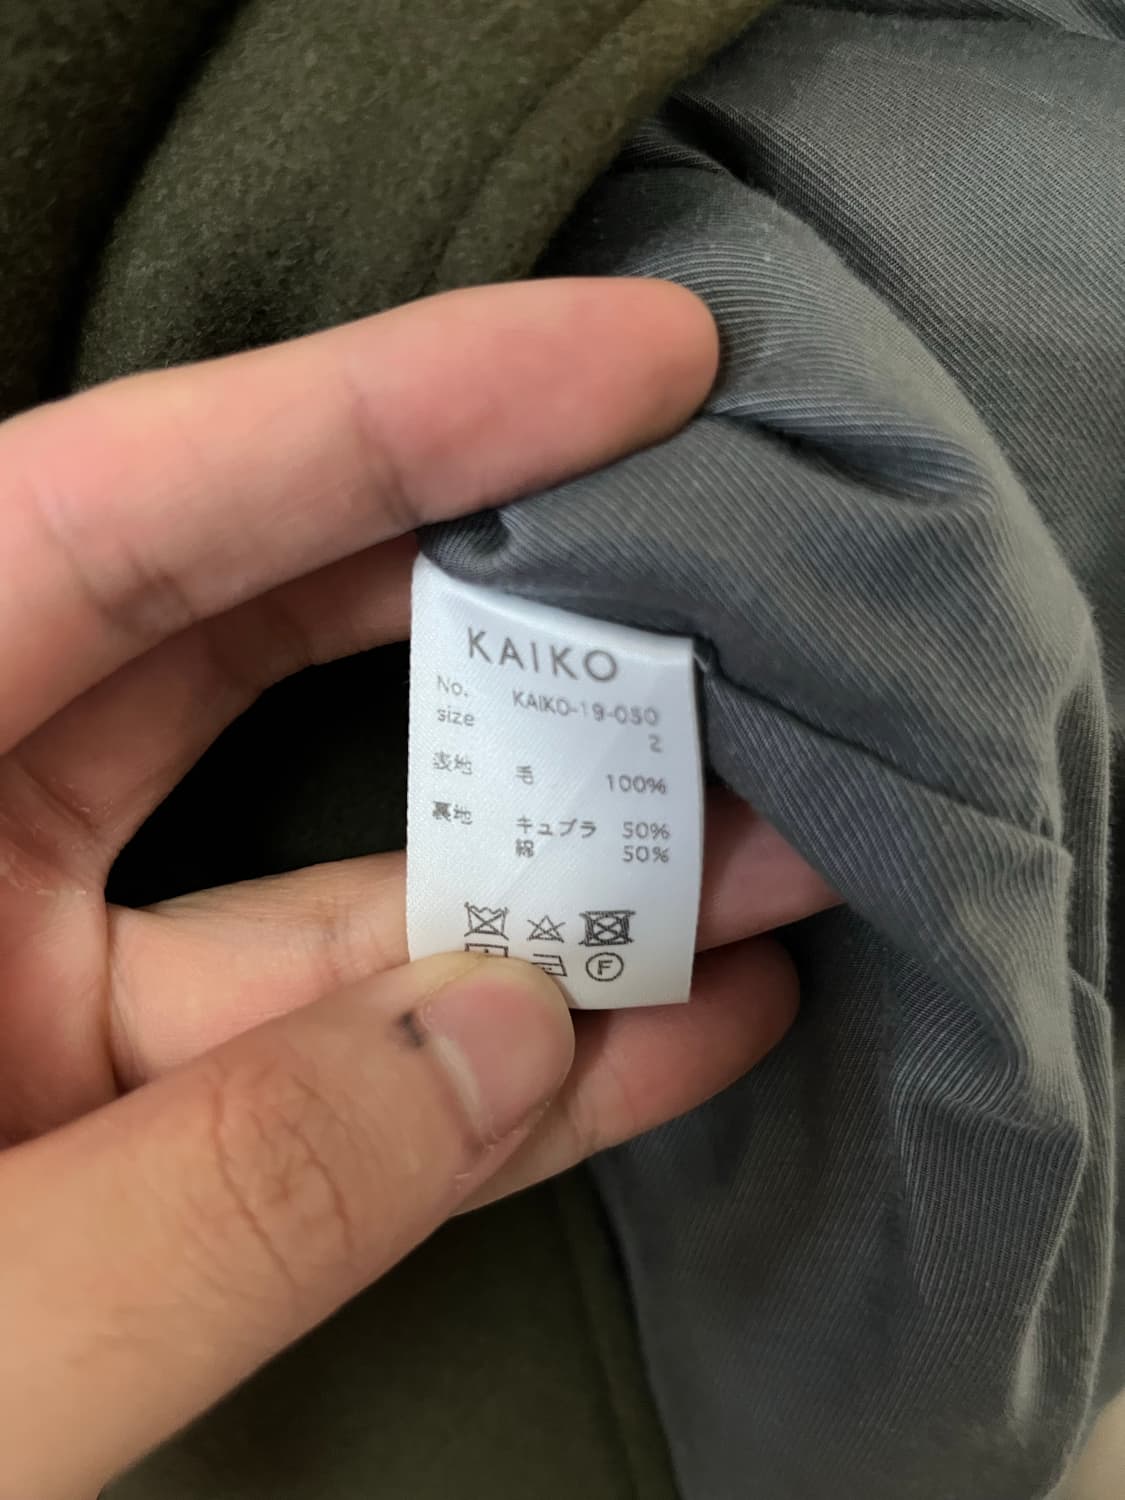 KAIKO
No. KAIKO-19-050
size 2
表地 毛 100%
裏地 キュプラ 50%
綿 50%
F